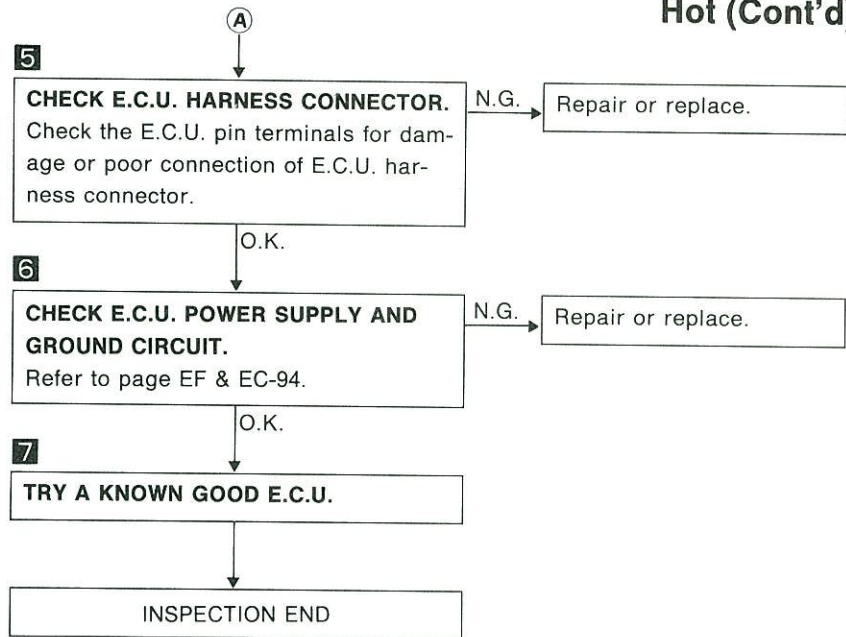 Hot (Cont'd)
A
5
CHECK E.C.U. HARNESS CONNECTOR.
Check the E.C.U. pin terminals for dam-
age or poor connection of E.C.U. har-
ness connector.
N.G.
Repair or replace.
O.K.
6
CHECK E.C.U. POWER SUPPLY AND
GROUND CIRCUIT.
Refer to page EF & EC-94.
N.G.
Repair or replace.
O.K.
7
TRY A KNOWN GOOD E.C.U.
INSPECTION END